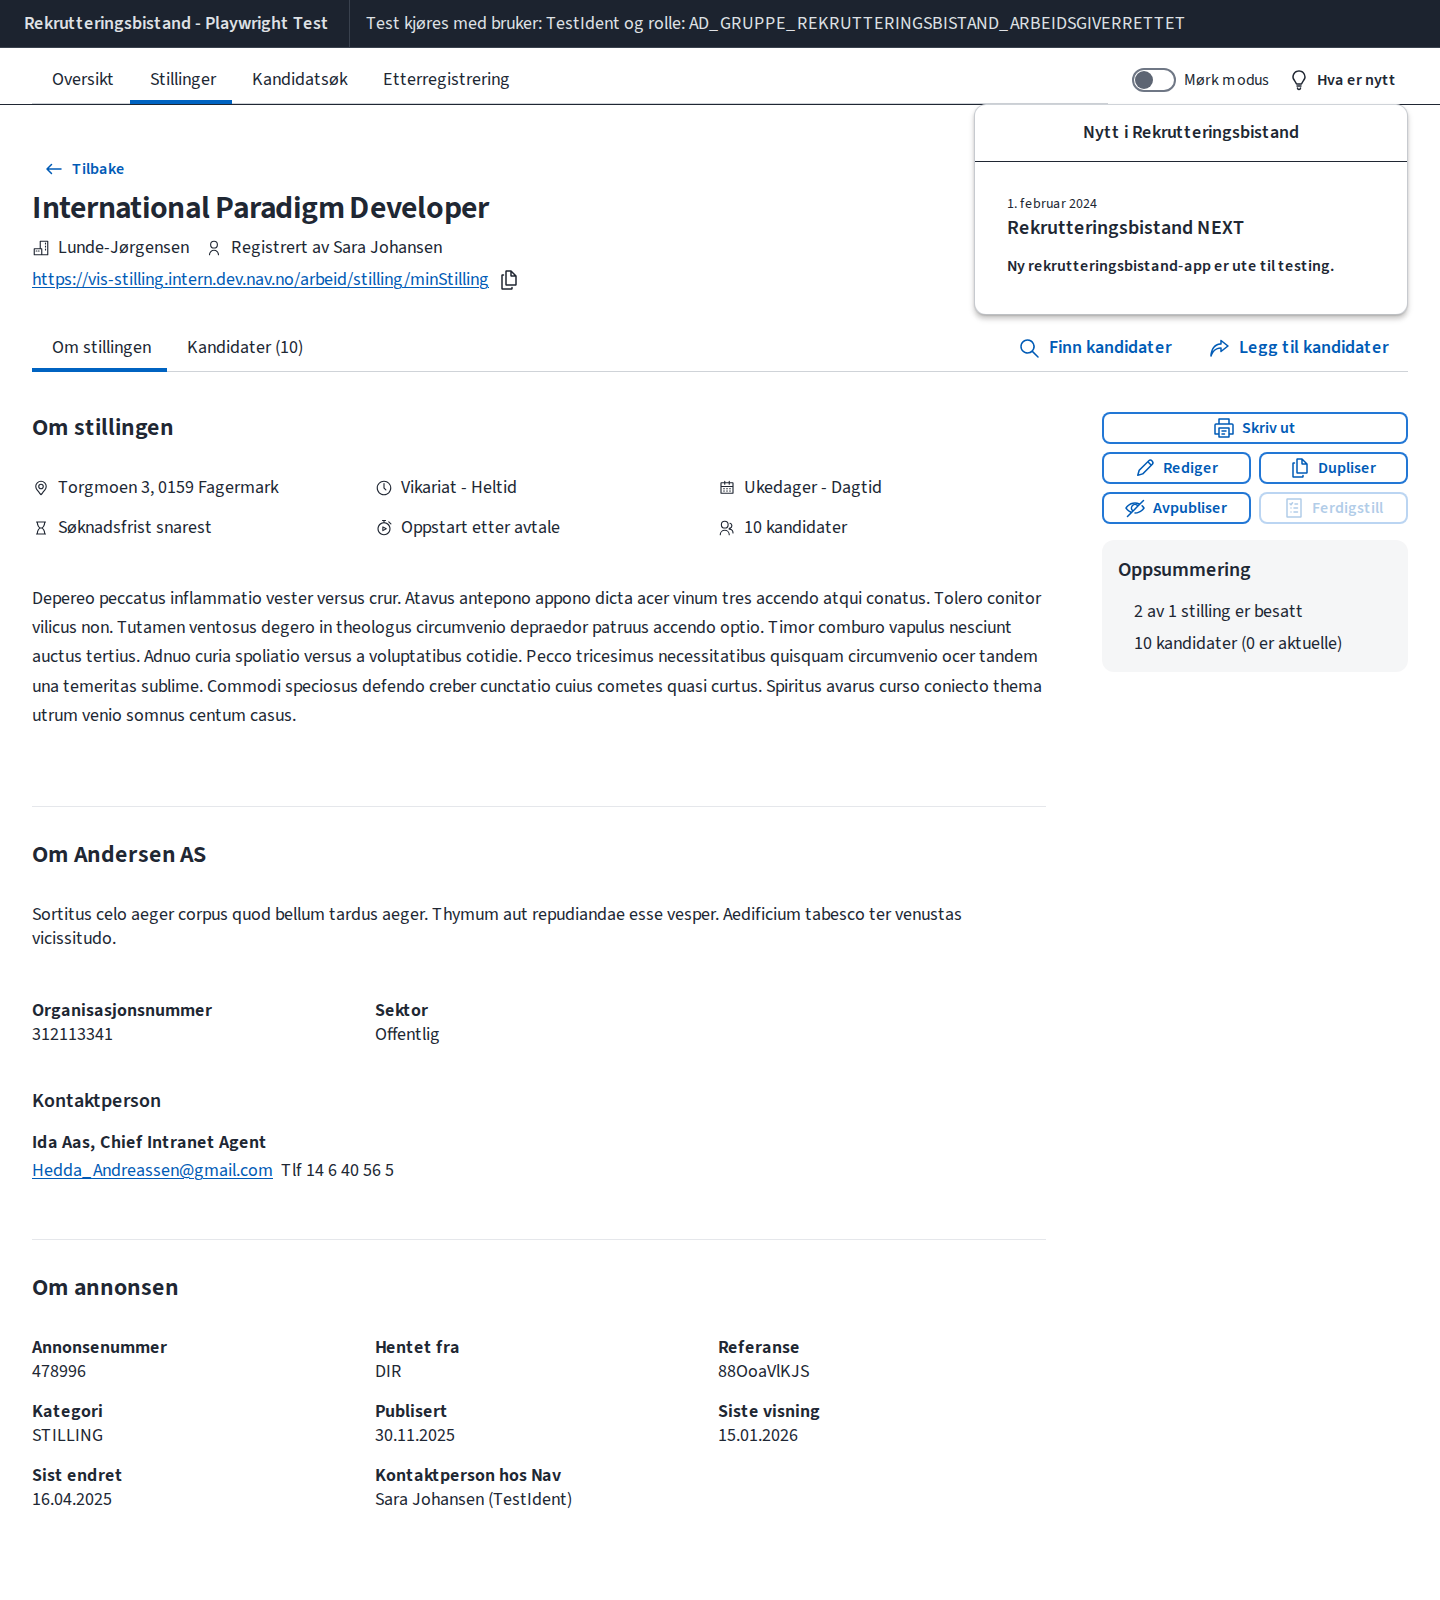 Rekrutteringsbistand - Playwright Test
Test kjøres med bruker: TestIdent og rolle: AD_GRUPPE_REKRUTTERINGSBISTAND_ARBEIDSGIVERRETTET
Oversikt
Stillinger
Kandidatsøk
Etterregistrering
Mørk modus
Hva er nytt
Nytt i Rekrutteringsbistand
1. februar 2024
Rekrutteringsbistand NEXT
Ny rekrutteringsbistand-app er ute til testing.
Tilbake
International Paradigm Developer
Lunde-Jørgensen
Registrert av Sara Johansen
https://vis-stilling.intern.dev.nav.no/arbeid/stilling/minStilling
Om stillingen
Kandidater (10)
Finn kandidater
Legg til kandidater
Om stillingen
Torgmoen 3, 0159 Fagermark
Vikariat - Heltid
Ukedager - Dagtid
Søknadsfrist snarest
Oppstart etter avtale
10 kandidater
Skriv ut
Rediger
Dupliser
Avpubliser
Ferdigstill
Oppsummering
2 av 1 stilling er besatt
10 kandidater (0 er aktuelle)
Depereo peccatus inflammatio vester versus crur. Atavus antepono appono dicta acer vinum tres accendo atqui conatus. Tolero conitor
vilicus non. Tutamen ventosus degero in theologus circumvenio depraedor patruus accendo optio. Timor comburo vapulus nesciunt
auctus tertius. Adnuo curia spoliatio versus a voluptatibus cotidie. Pecco tricesimus necessitatibus quisquam circumvenio ocer tandem
una temeritas sublime. Commodi speciosus defendo creber cunctatio cuius cometes quasi curtus. Spiritus avarus curso coniecto thema
utrum venio somnus centum casus.
Om Andersen AS
Sortitus celo aeger corpus quod bellum tardus aeger. Thymum aut repudiandae esse vesper. Aedificium tabesco ter venustas
vicissitudo.
Organisasjonsnummer
312113341
Sektor
Offentlig
Kontaktperson
Ida Aas, Chief Intranet Agent
Hedda_Andreassen@gmail.com Tlf 14 6 40 56 5
Om annonsen
Annonsenummer
478996
Hentet fra
DIR
Referanse
88OoaVlKJS
Kategori
STILLING
Publisert
30.11.2025
Siste visning
15.01.2026
Sist endret
16.04.2025
Kontaktperson hos Nav
Sara Johansen (TestIdent)